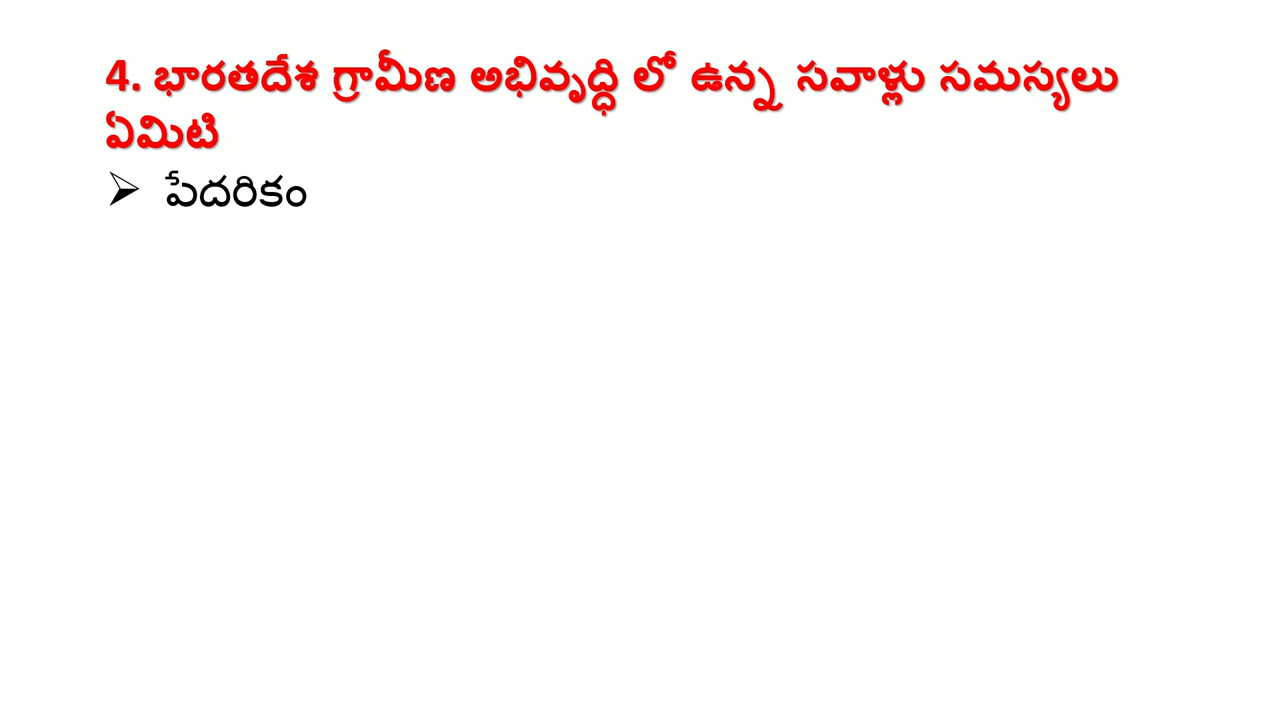 4. భారతదేశ గ్రామీణ అభివృద్ధి లో ఉన్న సవాళ్లు సమస్యలు
ఏమిటి
➢ పేదరికం